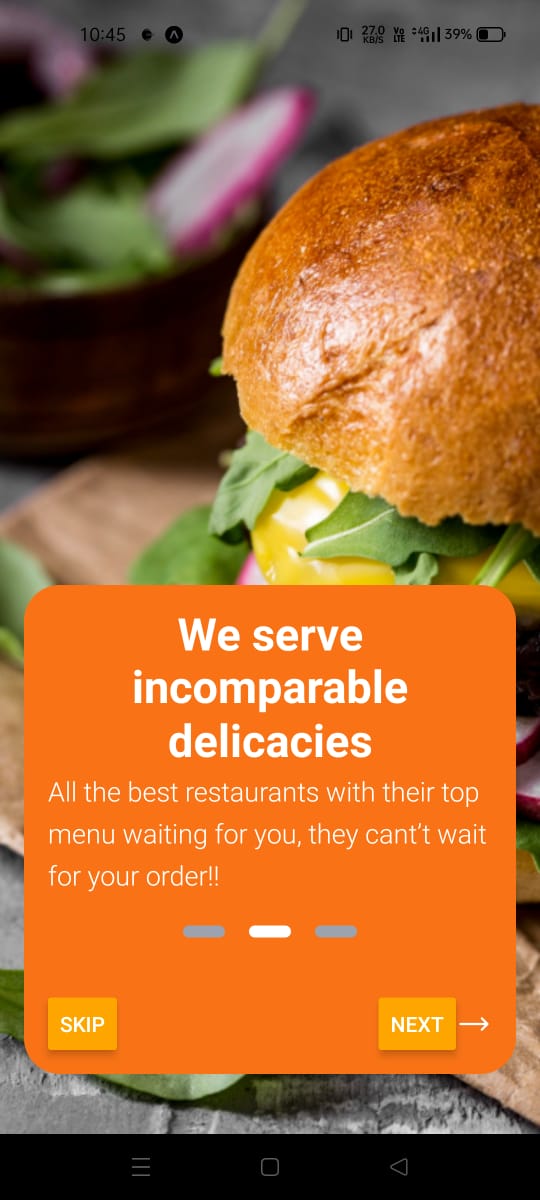 10:45 27.0 KB/S Vo LTE 4G 39%
We serve
incomparable
delicacies
All the best restaurants with their top
menu waiting for you, they cant't wait
for your order!!
SKIP NEXT